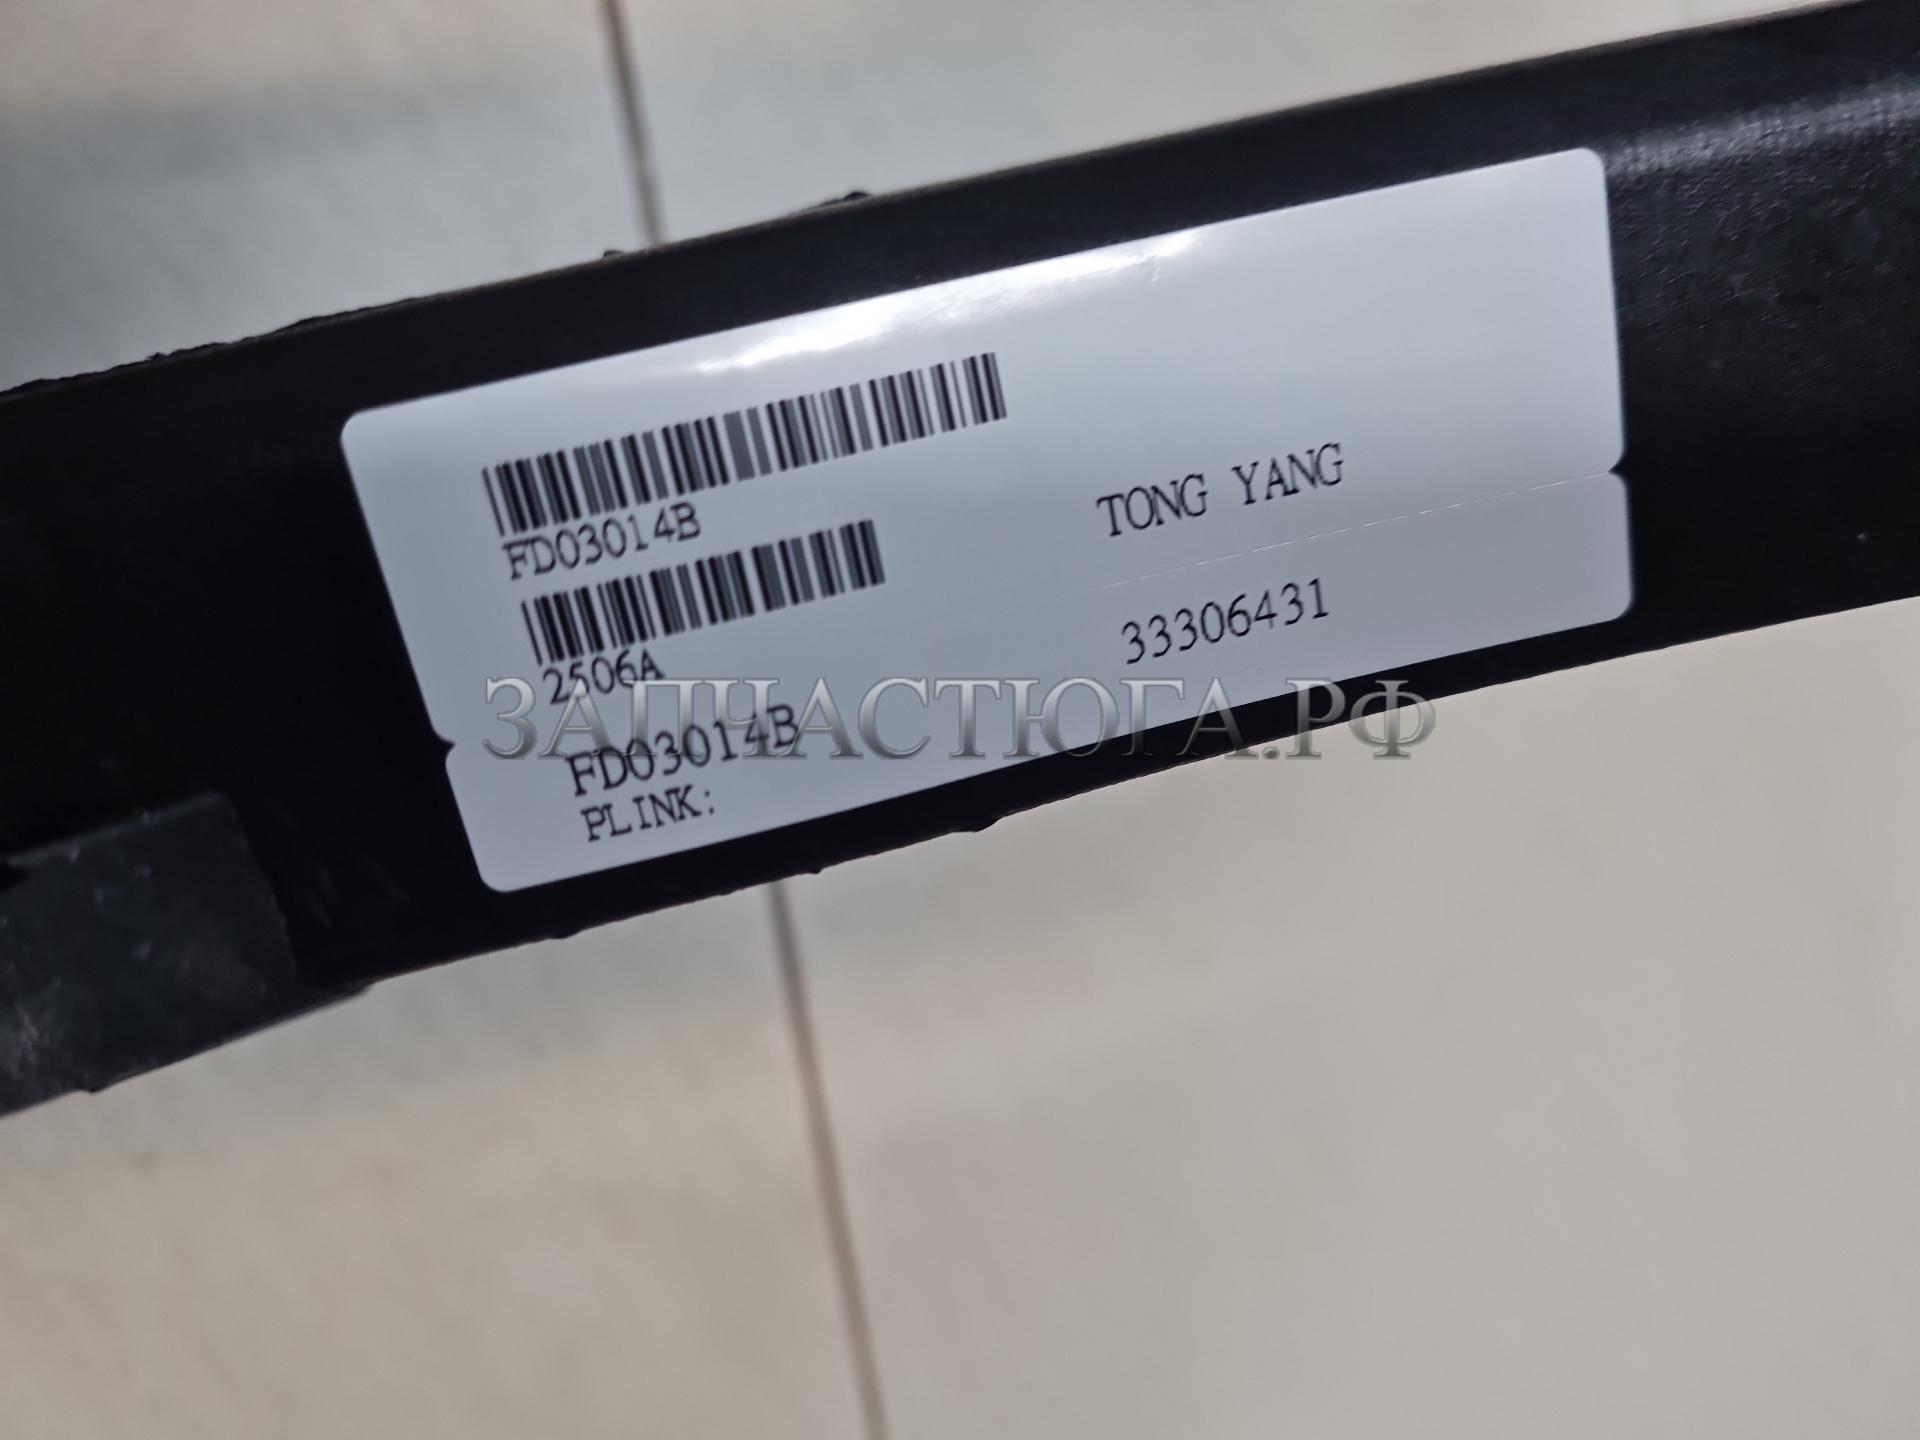 FD03014B
TONG YANG
2506A
33306431
ЗАПЧАСТЮГА.РФ
FD03014B
PLINK: